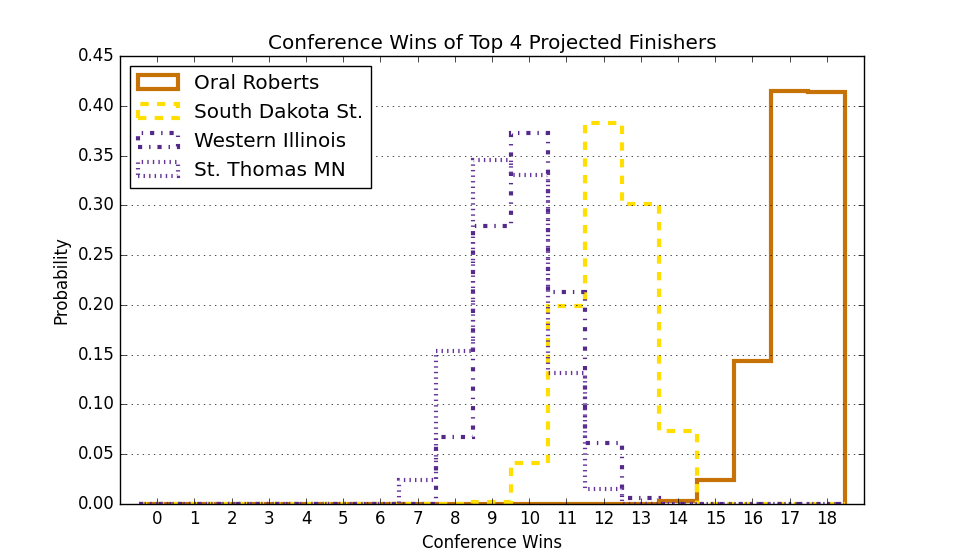 Conference Wins of Top 4 Projected Finishers
0.45
0.40
0.35
0.30
0.25
0.20
0.15
0.10
0.05
0.00
Probability
Oral Roberts
South Dakota St.
Western Illinois
St. Thomas MN
0 1 2 3 4 5 6 7 8 9 10 11 12 13 14 15 16 17 18
Conference Wins